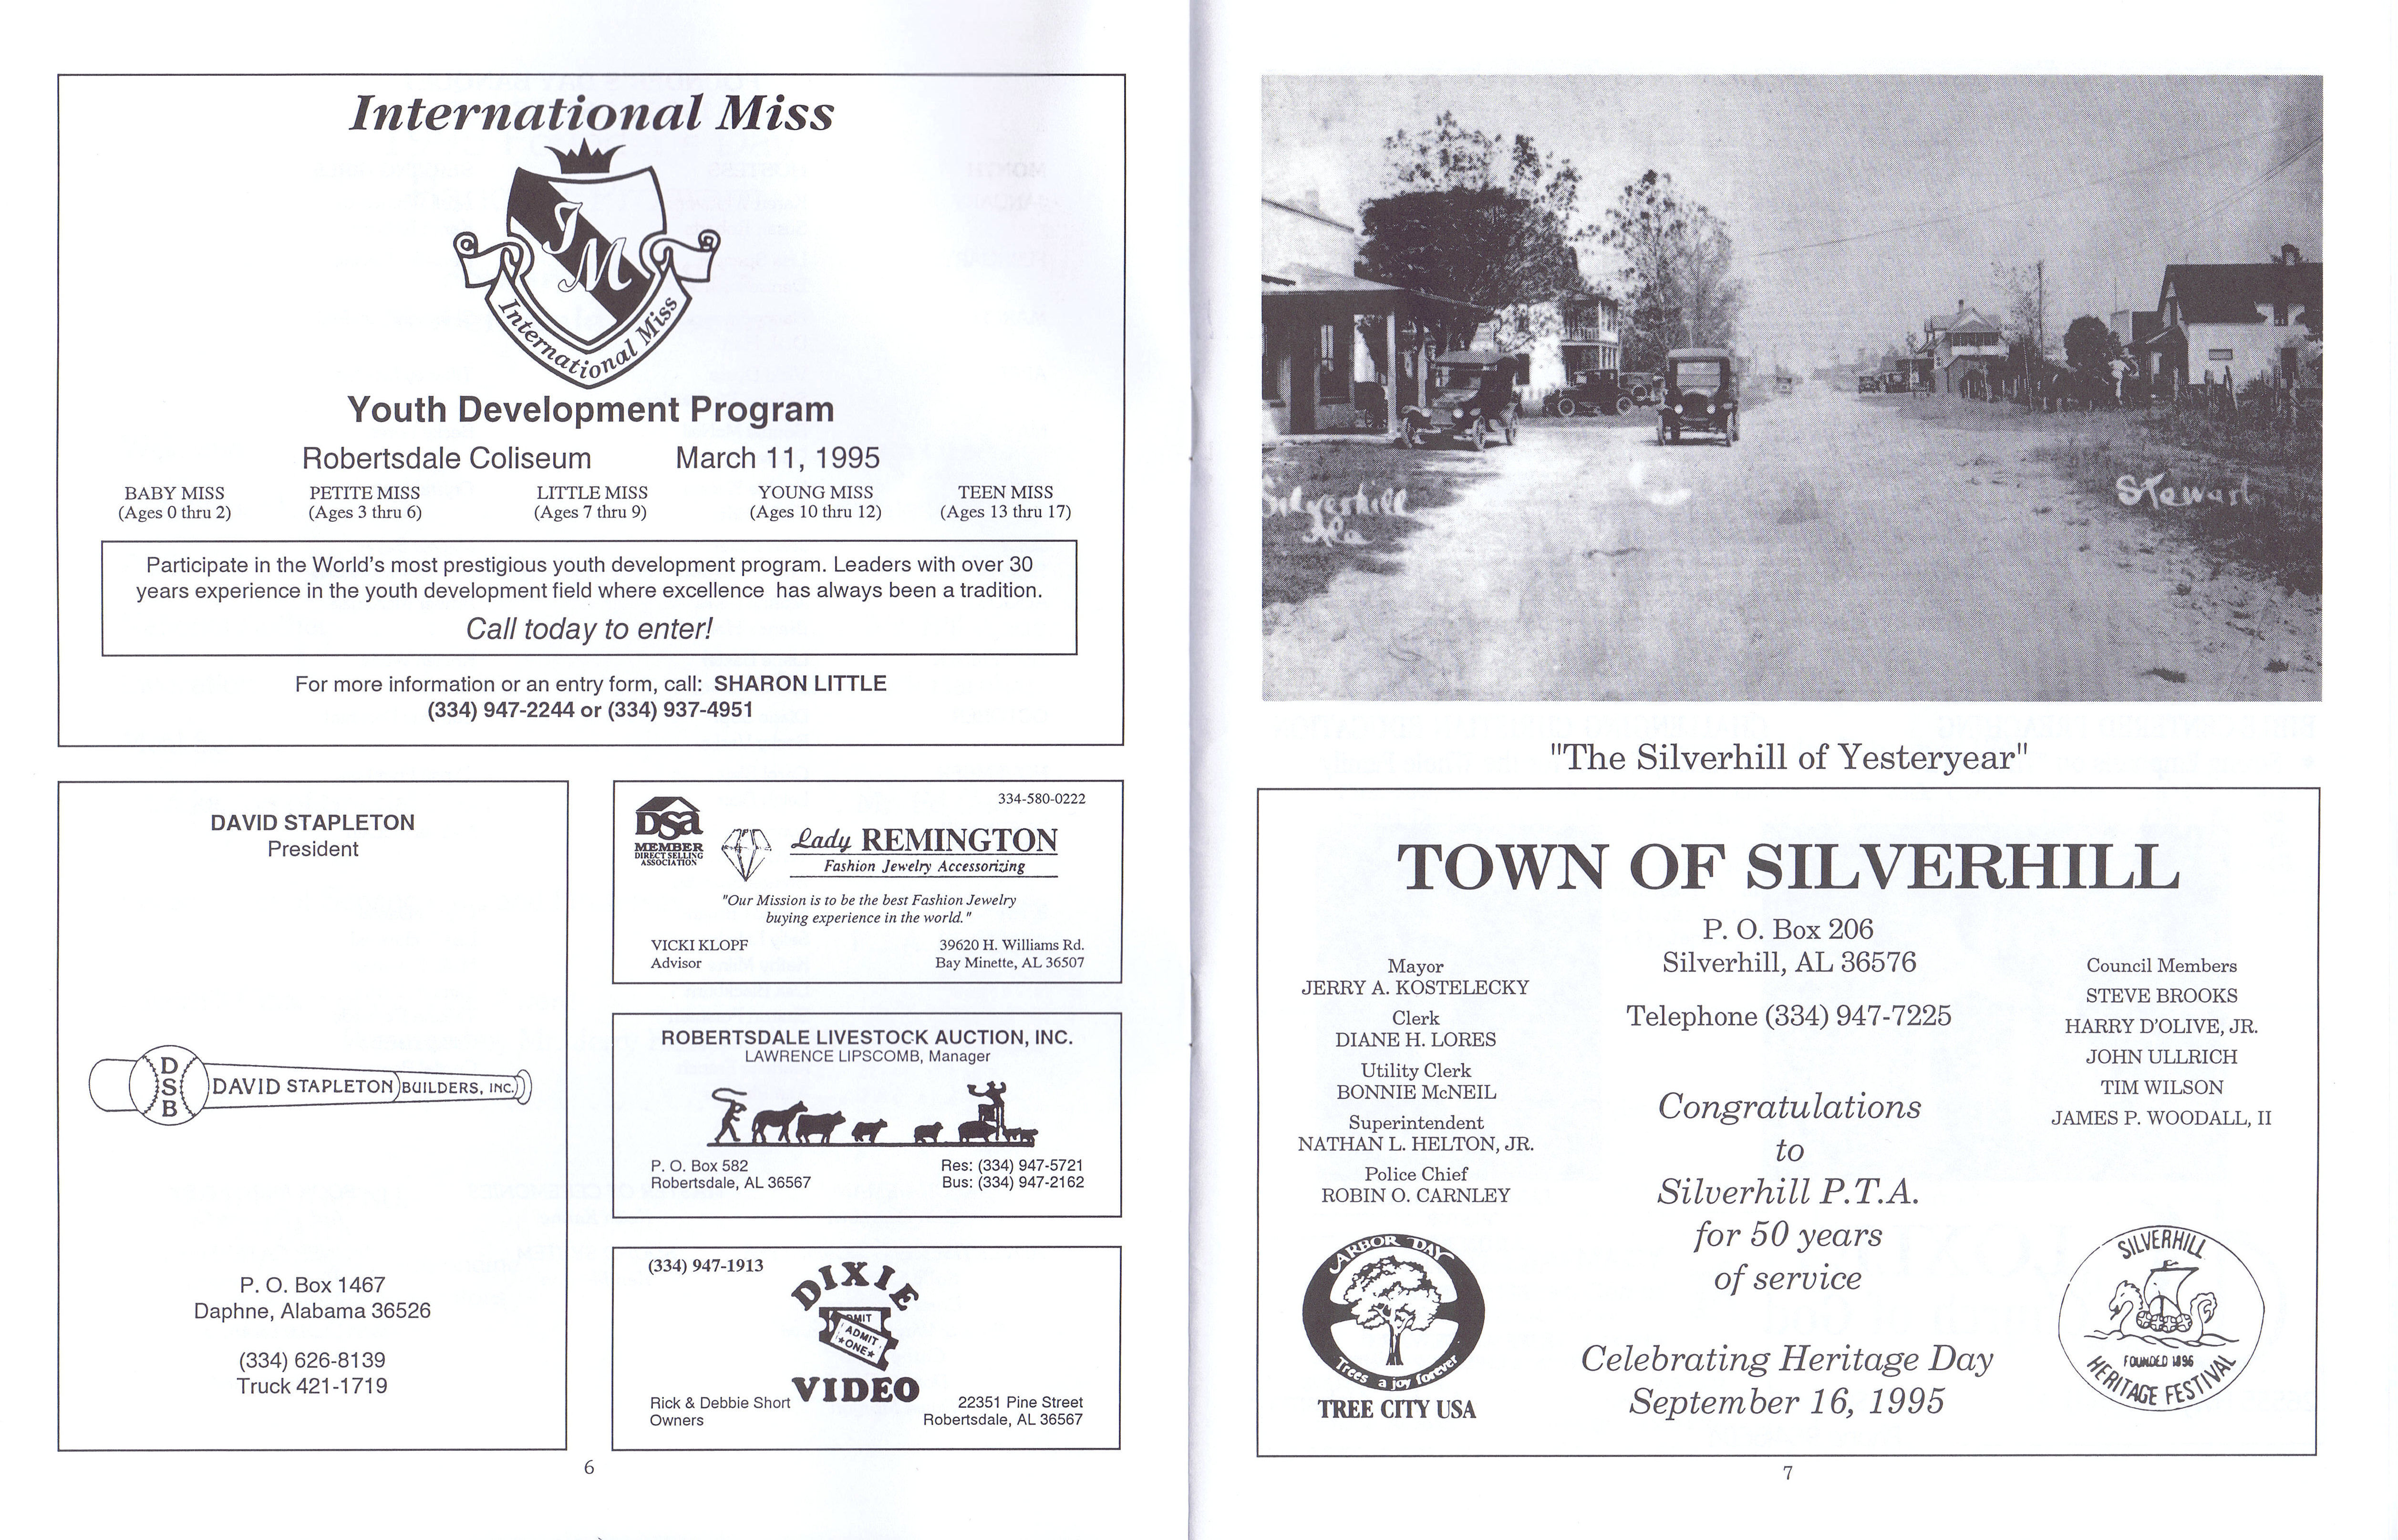 International Miss
I
M
International Miss
Youth Development Program
Robertsdale Coliseum March 11, 1995
BABY MISS
(Ages 0 thru 2)
PETITE MISS
(Ages 3 thru 6)
LITTLE MISS
(Ages 7 thru 9)
YOUNG MISS
(Ages 10 thru 12)
TEEN MISS
(Ages 13 thru 17)
Participate in the World's most prestigious youth development program. Leaders with over 30
years experience in the youth development field where excellence has always been a tradition.
Call today to enter!
For more information or an entry form, call: SHARON LITTLE
(334) 947-2244 or (334) 937-4951
DAVID STAPLETON
President
D
S
B
DAVID STAPLETON BUILDERS, INC.
P. O. Box 1467
Daphne, Alabama 36526
(334) 626-8139
Truck 421-1719
334-580-0222
DSa
MEMBER
DIRECT SELLING
ASSOCIATION
Lady REMINGTON
Fashion Jewelry Accessorizing
"Our Mission is to be the best Fashion Jewelry
buying experience in the world."
VICKI KLOPF
Advisor
39620 H. Williams Rd.
Bay Minette, AL 36507
ROBERTSDALE LIVESTOCK AUCTION, INC.
LAWRENCE LIPSCOMB, Manager
P. O. Box 582
Robertsdale, AL 36567
Res: (334) 947-5721
Bus: (334) 947-2162
(334) 947-1913
DIXIE
ADMIT
ONE
VIDEO
Rick & Debbie Short
Owners
22351 Pine Street
Robertsdale, AL 36567
6
Silverhill
Ala
Stewart
"The Silverhill of Yesteryear"
TOWN OF SILVERHILL
P. O. Box 206
Silverhill, AL 36576
Telephone (334) 947-7225
Mayor
JERRY A. KOSTELECKY
Clerk
DIANE H. LORES
Utility Clerk
BONNIE McNEIL
Superintendent
NATHAN L. HELTON, JR.
Police Chief
ROBIN O. CARNLEY
Council Members
STEVE BROOKS
HARRY D'OLIVE, JR.
JOHN ULLRICH
TIM WILSON
JAMES P. WOODALL, II
Congratulations
to
Silverhill P.T.A.
for 50 years
of service
Celebrating Heritage Day
September 16, 1995
ARBOR DAY
Trees a joy forever
TREE CITY USA
SILVERHILL
FOUNDED 1896
HERITAGE FESTIVAL
7